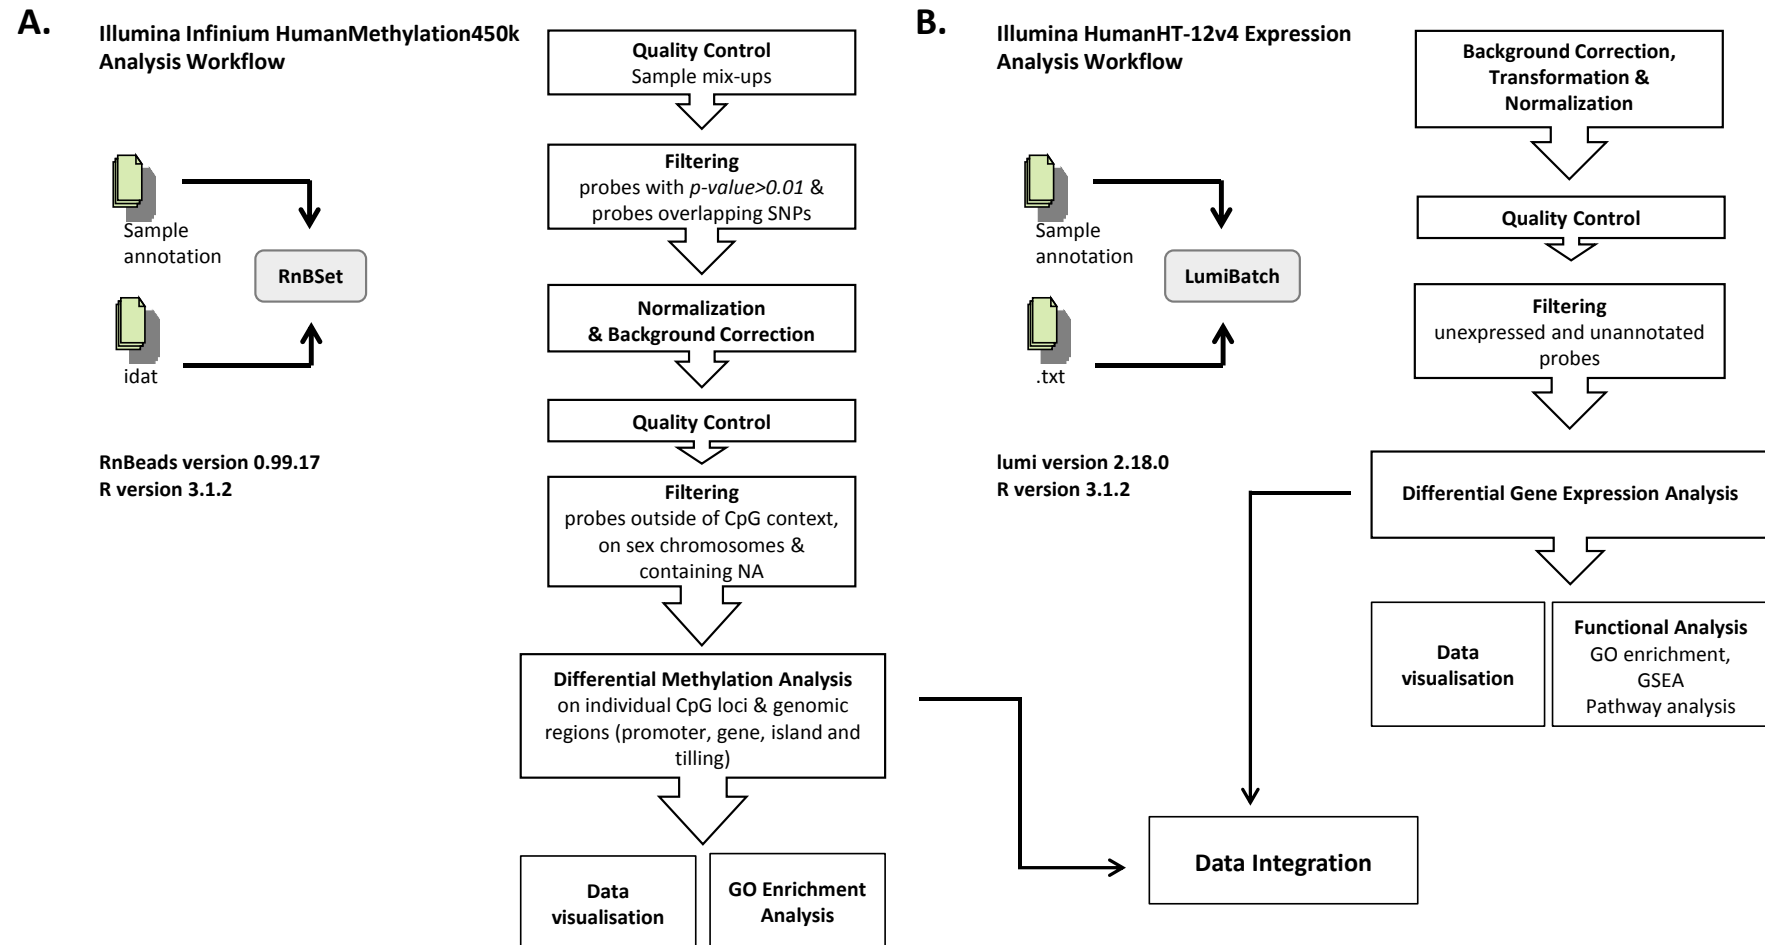 A.
Illumina Infinium HumanMethylation450k
Analysis Workflow
Sample
annotation
RnBSet
idat
RnBeads version 0.99.17
R version 3.1.2
Quality Control
Sample mix-ups
Filtering
probes with p-value>0.01 &
probes overlapping SNPs
Normalization
& Background Correction
Quality Control
Filtering
probes outside of CpG context,
on sex chromosomes &
containing NA
Differential Methylation Analysis
on individual CpG loci & genomic
regions (promoter, gene, island and
tilling)
Data
visualisation
GO Enrichment
Analysis
B.
Illumina HumanHT-12v4 Expression
Analysis Workflow
Sample
annotation
LumiBatch
.txt
lumi version 2.18.0
R version 3.1.2
Background Correction,
Transformation &
Normalization
Quality Control
Filtering
unexpressed and unannotated
probes
Differential Gene Expression Analysis
Data
visualisation
Functional Analysis
GO enrichment,
GSEA
Pathway analysis
Data Integration